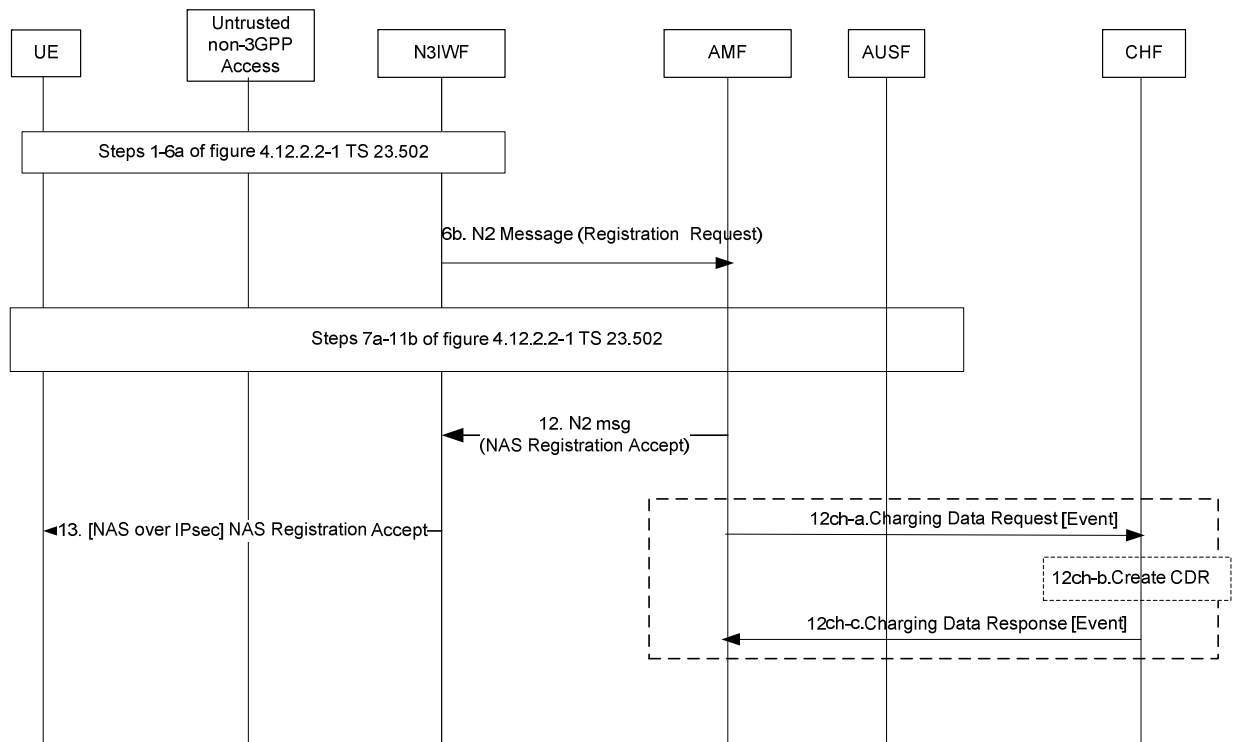 UE
Untrusted
non-3GPP
Access
N3IWF
AMF
AUSF
CHF
Steps 1-6a of figure 4.12.2.2-1 TS 23.502
6b. N2 Message (Registration Request)
Steps 7a-11b of figure 4.12.2.2-1 TS 23.502
12. N2 msg
(NAS Registration Accept)
13. [NAS over IPsec] NAS Registration Accept
12ch-a.Charging Data Request [Event]
12ch-b.Create CDR
12ch-c.Charging Data Response [Event]